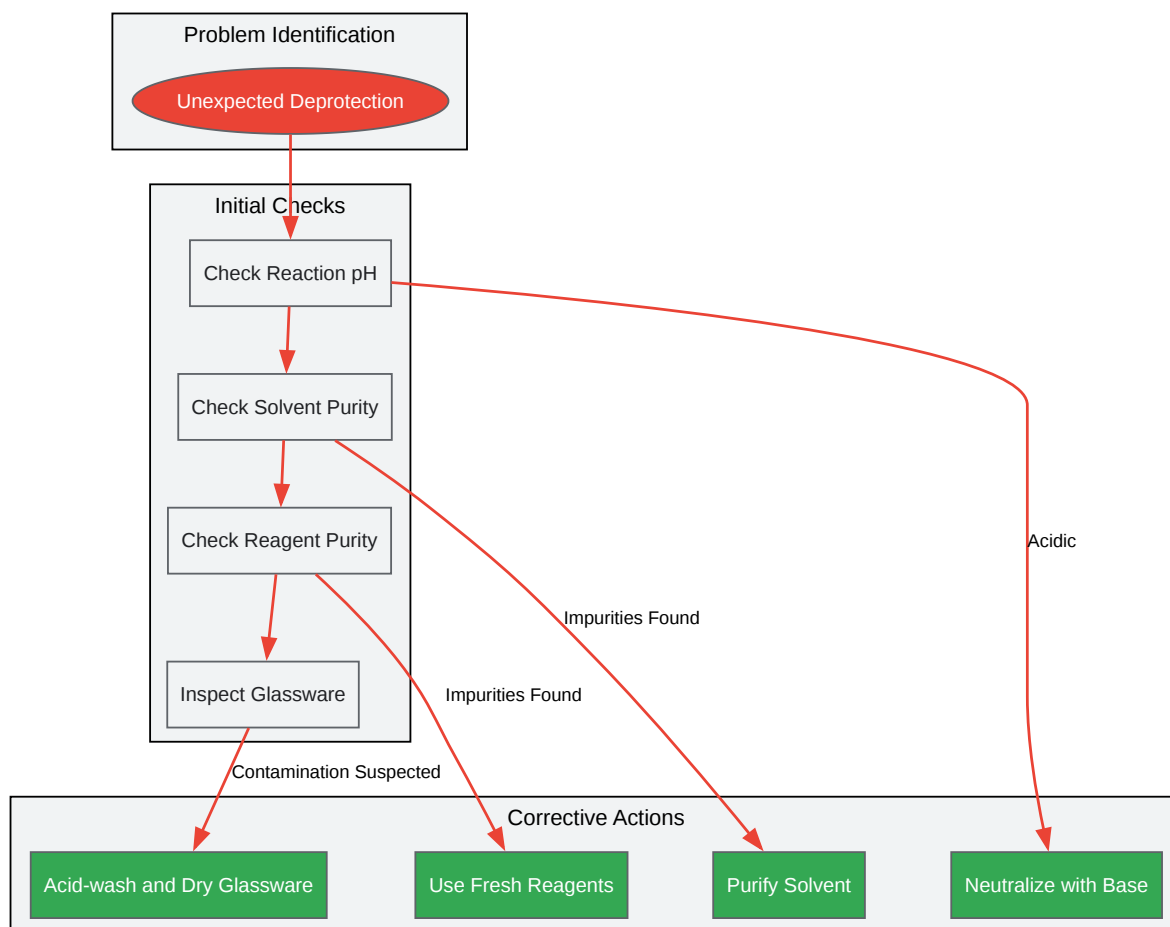 Problem Identification
Unexpected Deprotection
Initial Checks
Check Reaction pH
Check Solvent Purity
Check Reagent Purity
Acidic
Impurities Found
Inspect Glassware
Impurities Found
Contamination Suspected
Corrective Actions
Acid-wash and Dry Glassware
Use Fresh Reagents
Purify Solvent
Neutralize with Base